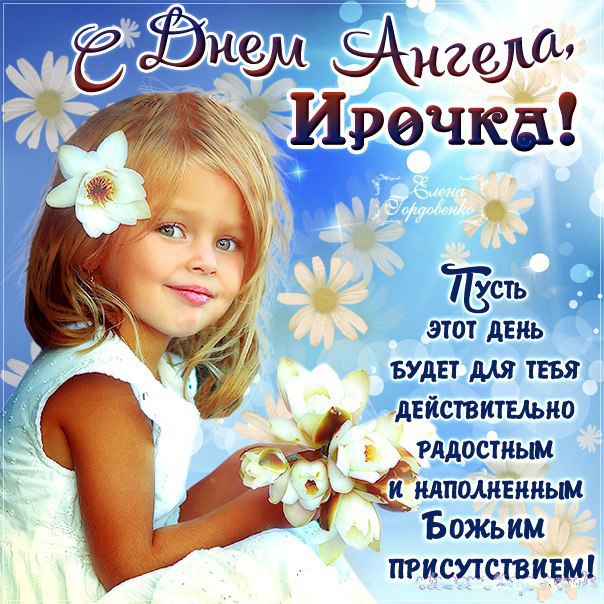 С Днем Ангела,
Ирочка!
Елена
Гордовенко
Пусть
этот день
будет для тебя
действительно
радостным
и наполненным
Божьим
присутствием!